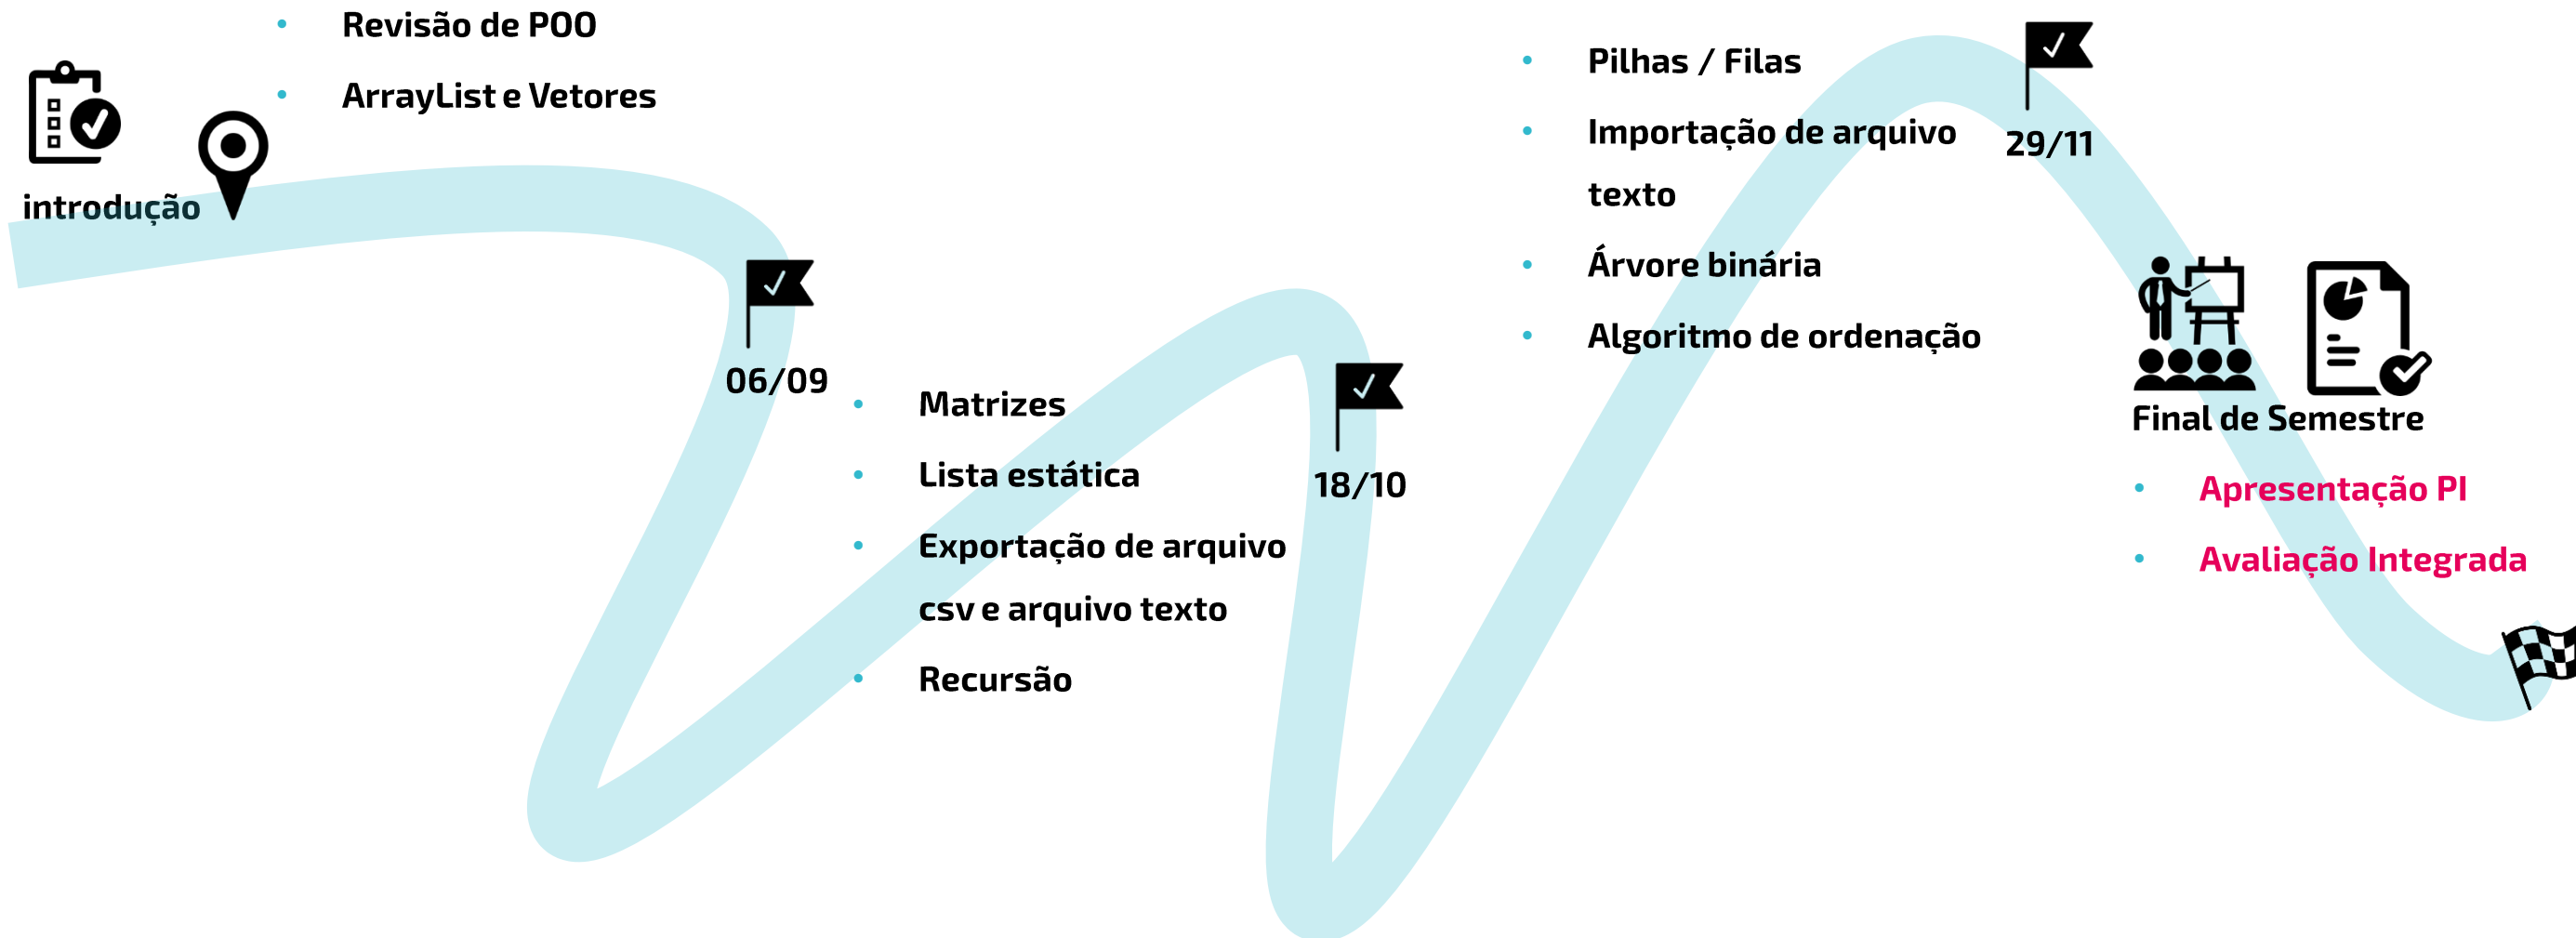 introdução
Revisão de POO
ArrayList e Vetores
06/09
Matrizes
Lista estática
Exportação de arquivo
csv e arquivo texto
Recursão
18/10
Pilhas / Filas
Importação de arquivo
texto
Árvore binária
Algoritmo de ordenação
29/11
Final de Semestre
Apresentação PI
Avaliação Integrada